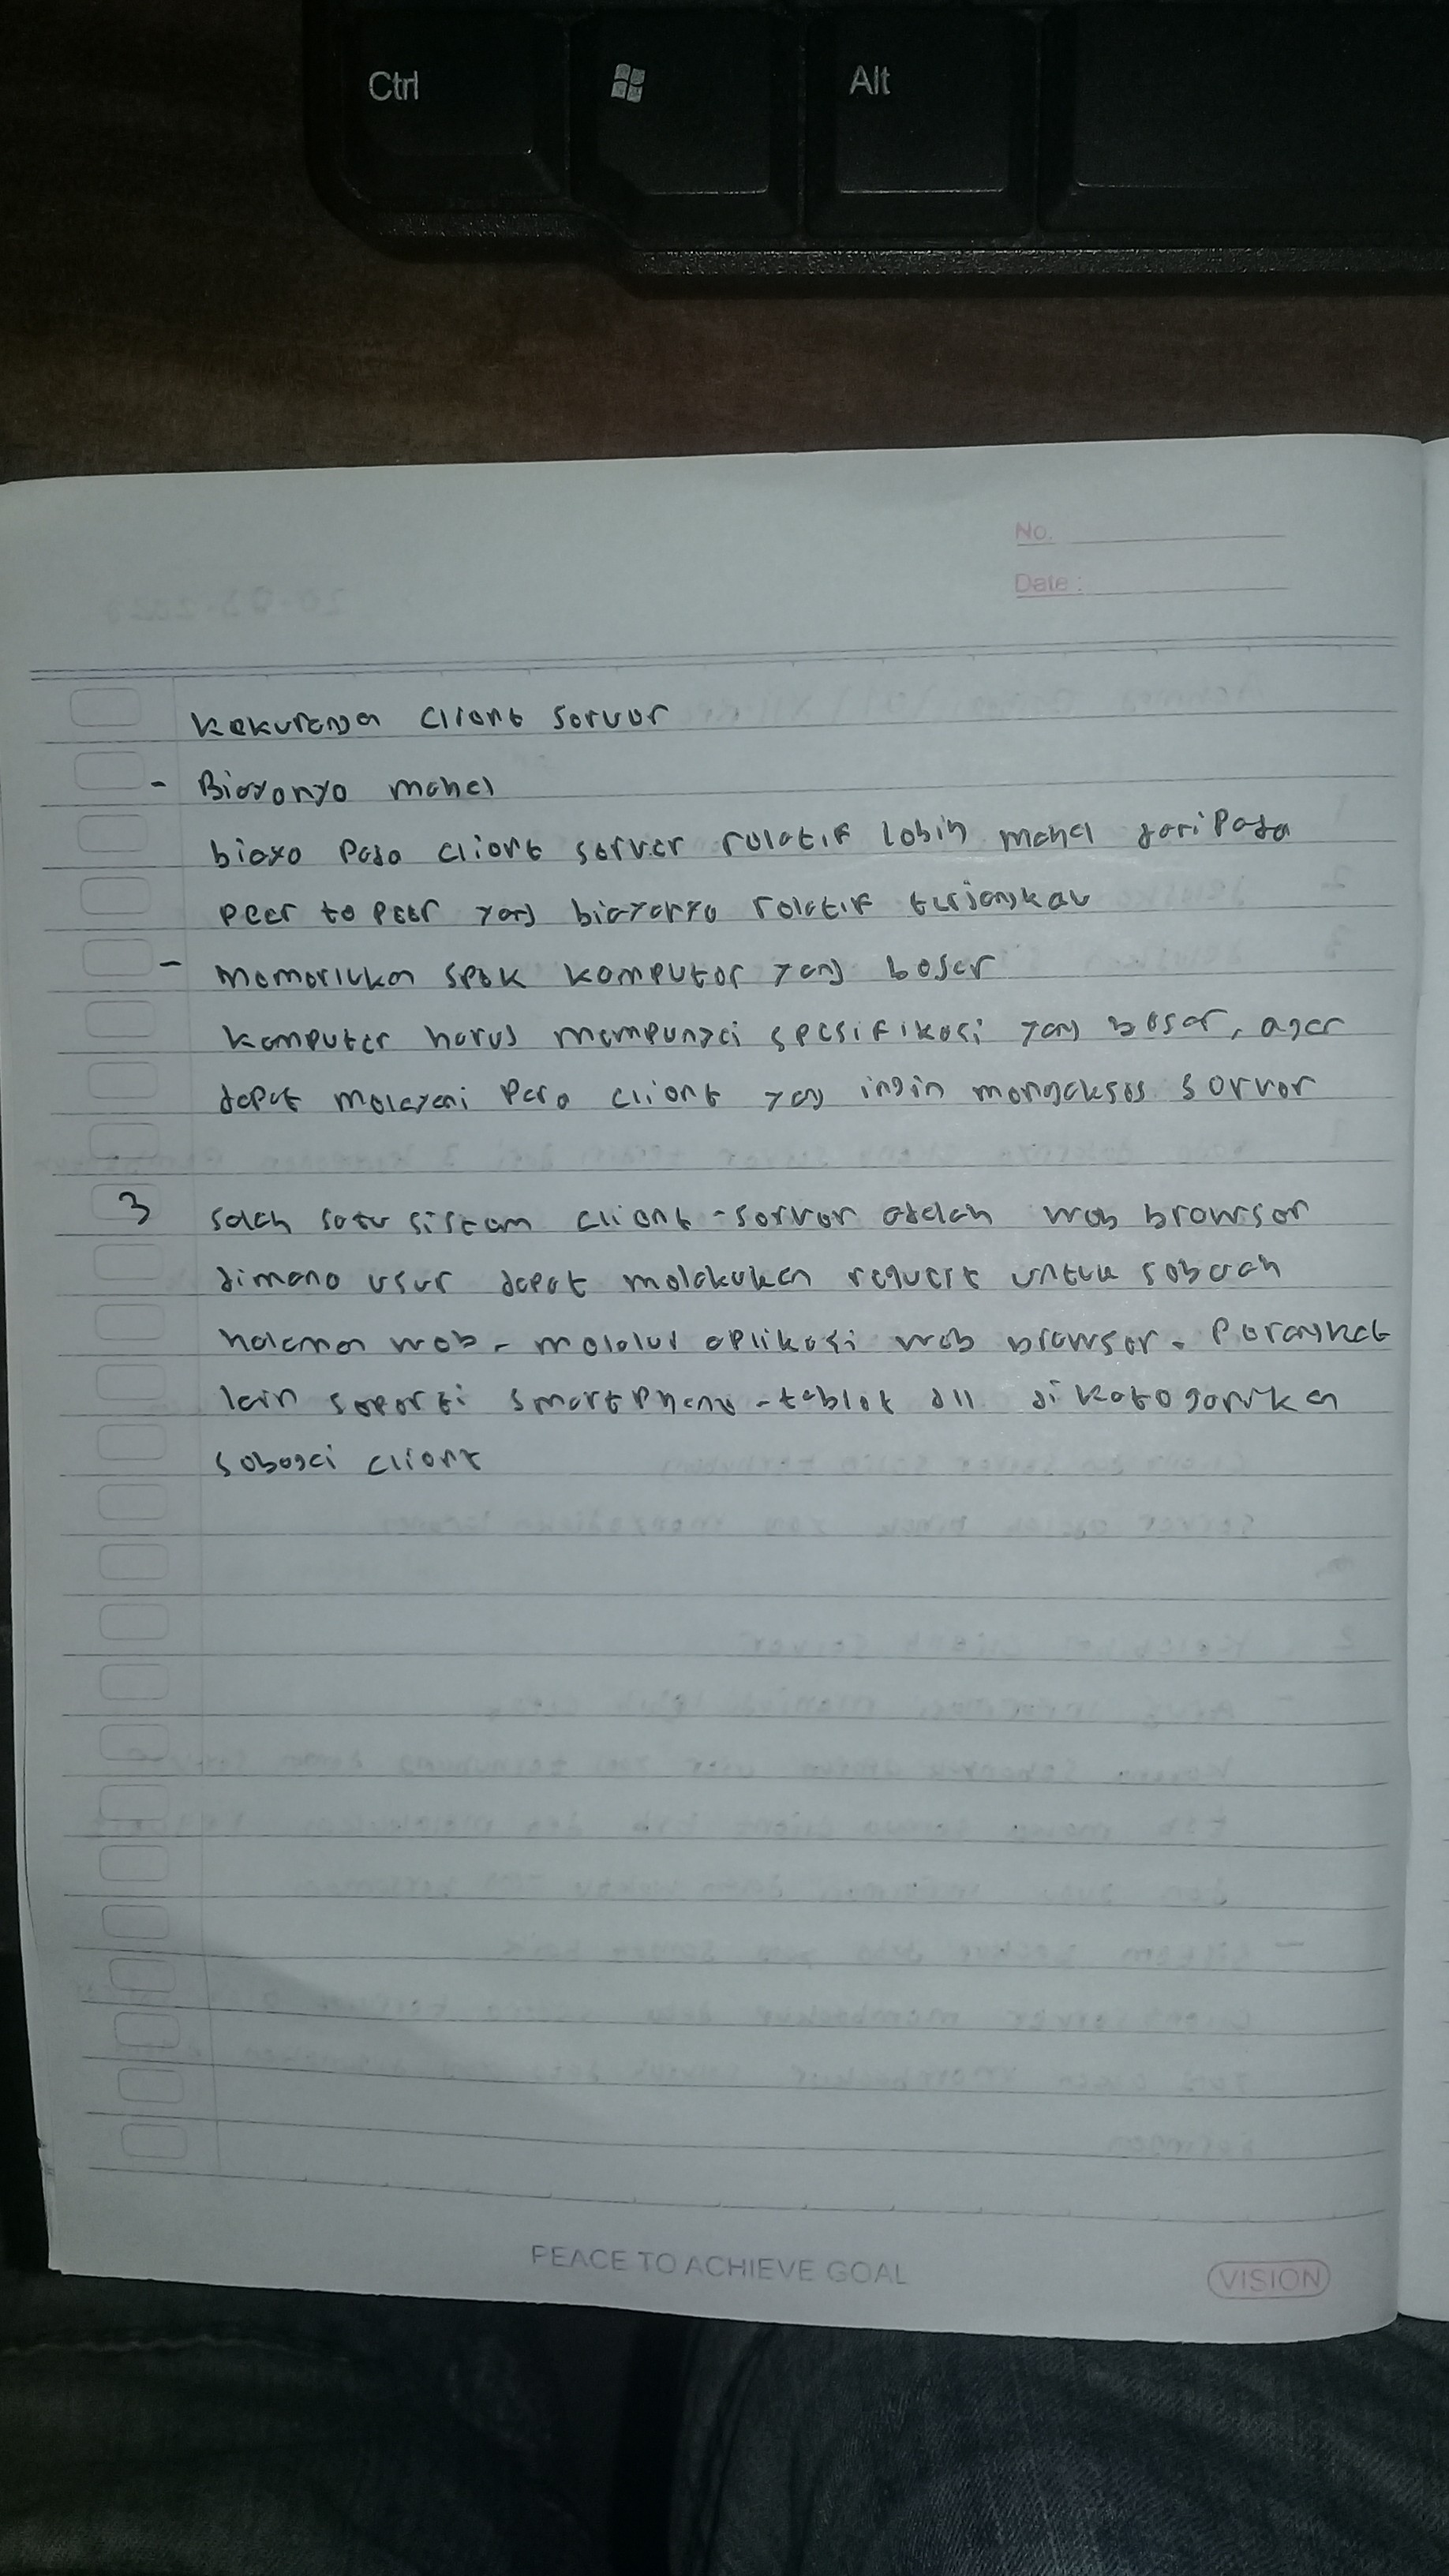 Ctrl
Alt
No.
Date :
Kekurangan client server
- Biayanya mahal
biaya pada client server relatif lebih mahal daripada
peer to peer yang biayanya relatif terjangkau
- Memerlukan spek komputer yang besar
Komputer harus mempunyai spesifikasi yang besar, agar
dapat melayani para client yang ingin mengakses server
3 salah satu sistem client-server adalah web browser
dimana user dapat melakukan request untuk sebuah
halaman web - melalui aplikasi web browser. Perangkat
lain seperti smartphone - tablet dll di kategorikan
sebagai client
PEACE TO ACHIEVE GOAL
VISION